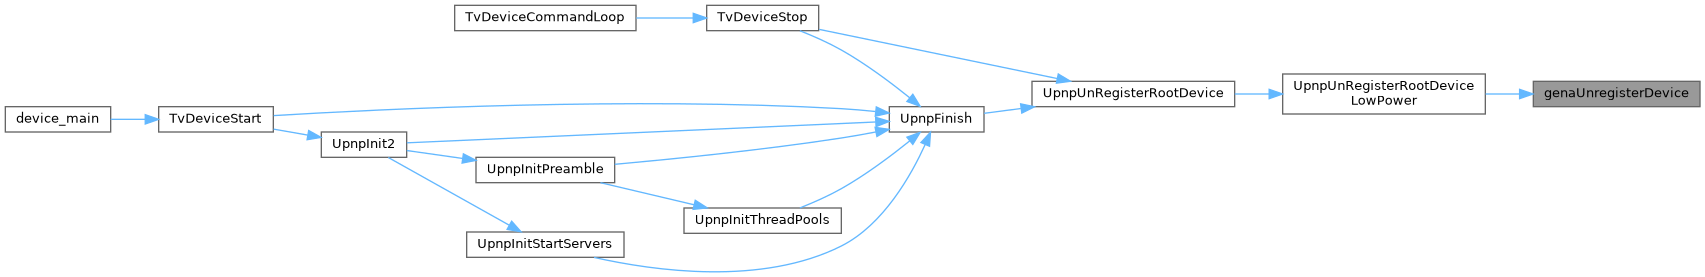 TvDeviceCommandLoop
TvDeviceStop
device_main
TvDeviceStart
UpnpInit2
UpnpInitPreamble
UpnpInitThreadPools
UpnpInitStartServers
UpnpFinish
UpnpUnRegisterRootDevice
UpnpUnRegisterRootDevice
LowPower
genaUnregisterDevice